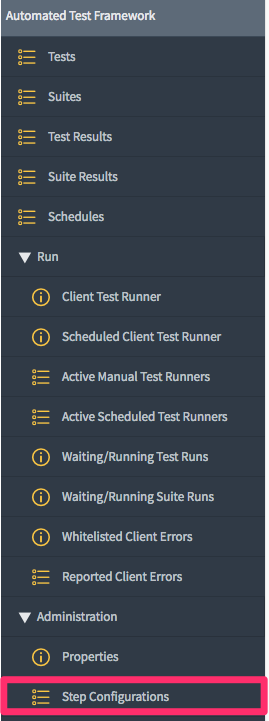 Automated Test Framework
Tests
Suites
Test Results
Suite Results
Schedules
Run
Client Test Runner
Scheduled Client Test Runner
Active Manual Test Runners
Active Scheduled Test Runners
Waiting/Running Test Runs
Waiting/Running Suite Runs
Whitelisted Client Errors
Reported Client Errors
Administration
Properties
Step Configurations